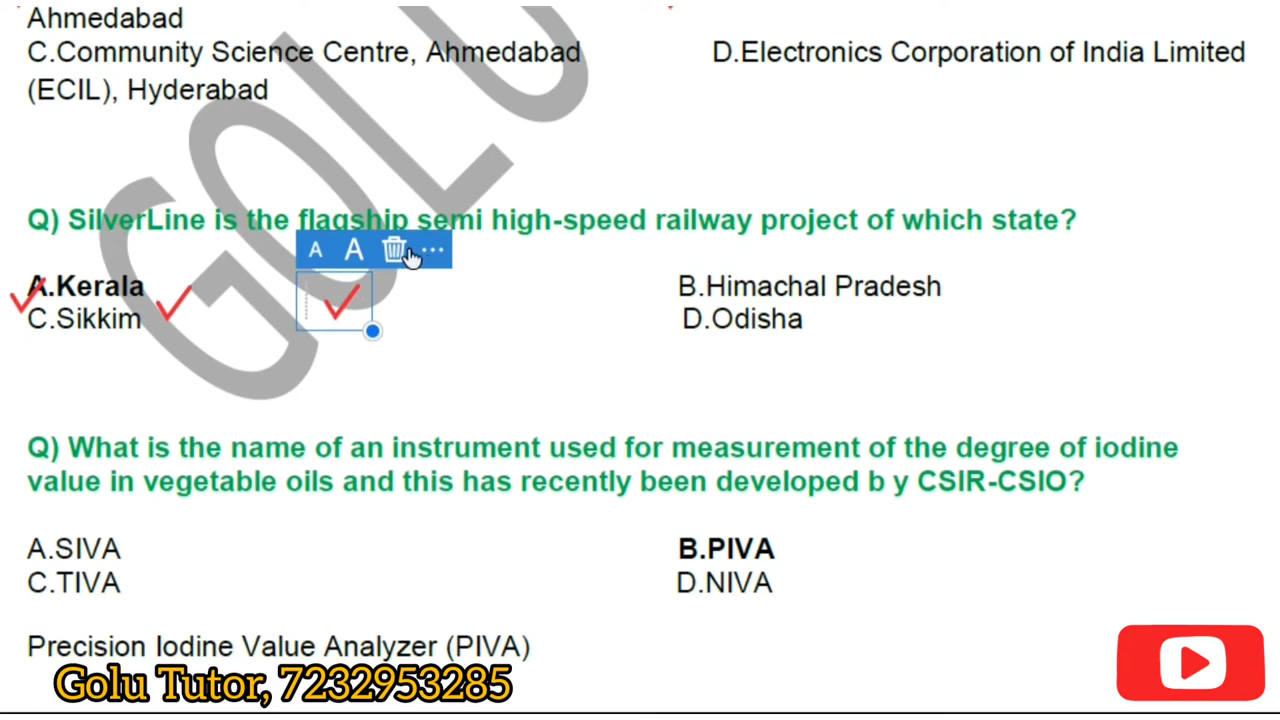 Ahmedabad
C.Community Science Centre, Ahmedabad D.Electronics Corporation of India Limited
(ECIL), Hyderabad
GOLU
Q) SilverLine is the flagship semi high-speed railway project of which state?
A A
A.Kerala B.Himachal Pradesh
C.Sikkim D.Odisha
Q) What is the name of an instrument used for measurement of the degree of iodine
value in vegetable oils and this has recently been developed b y CSIR-CSIO?
A.SIVA B.PIVA
C.TIVA D.NIVA
Precision Iodine Value Analyzer (PIVA)
Golu Tutor, 7232953285